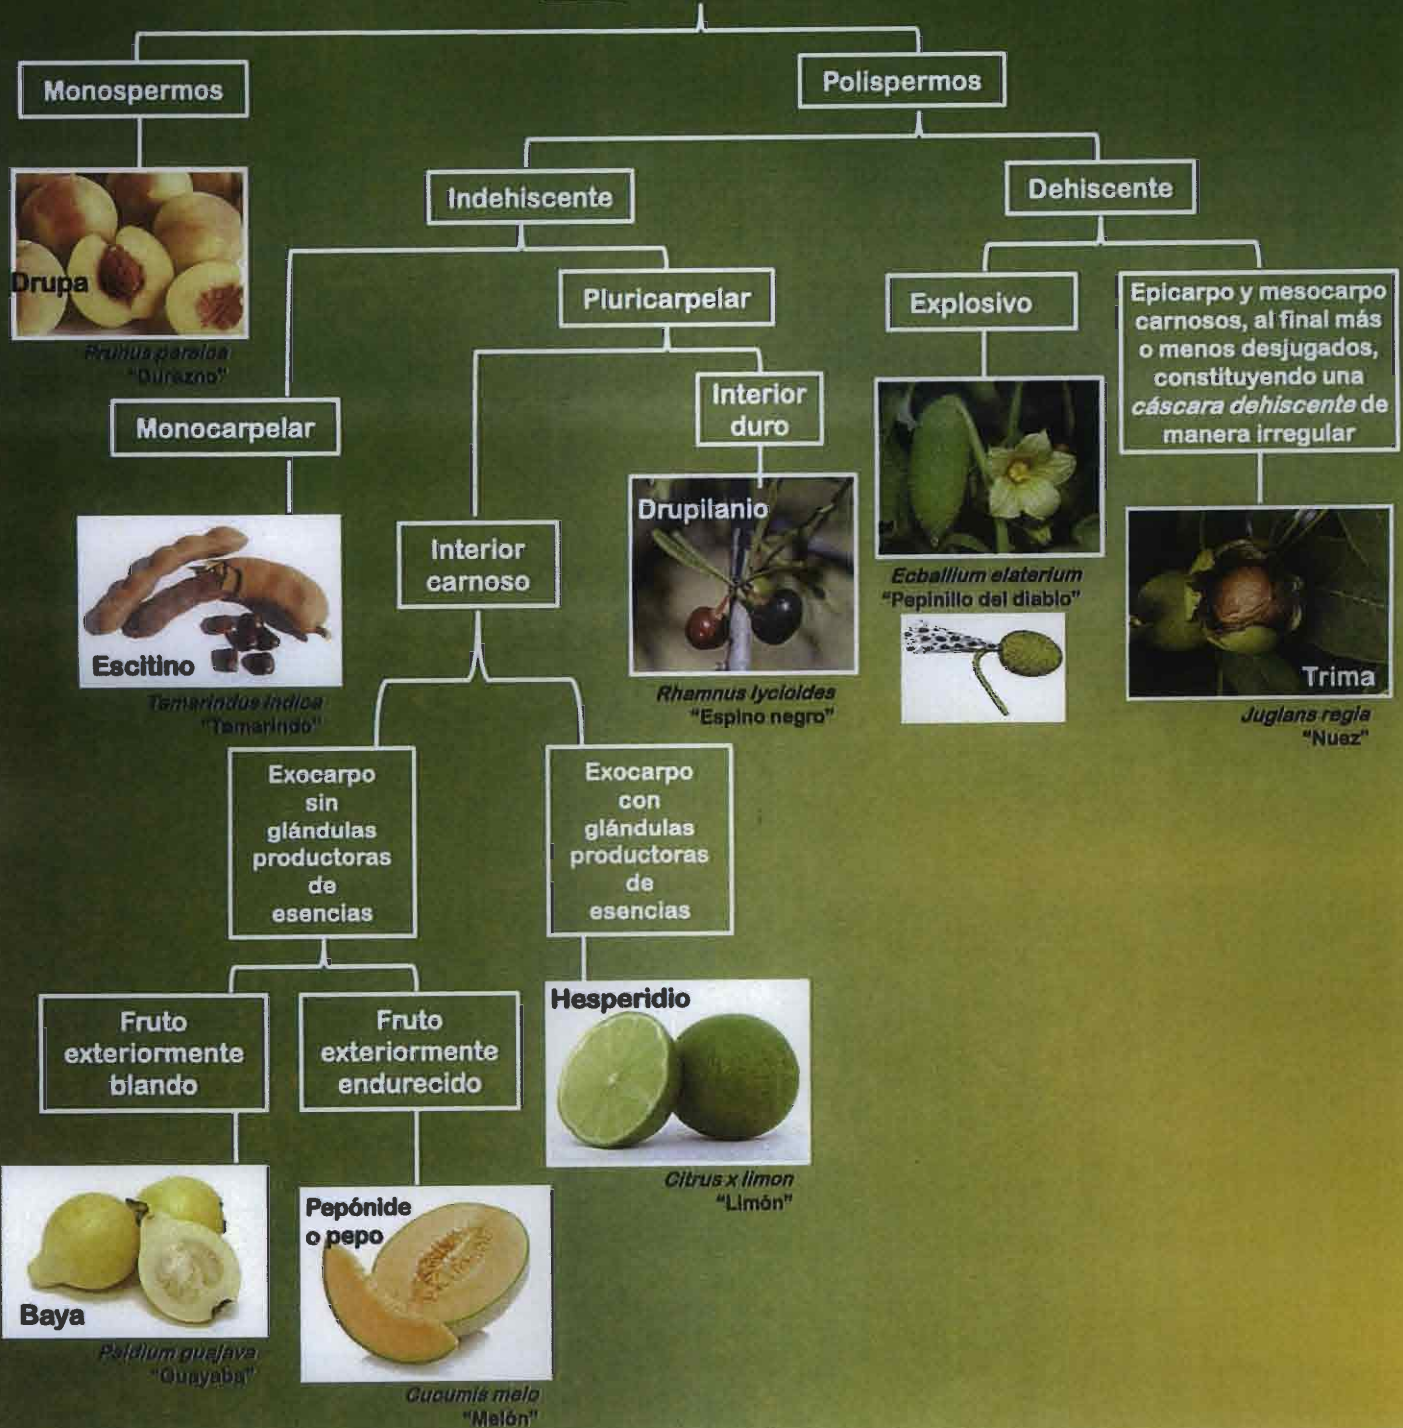 Monospermos
Polispermos
Drupa
Prunus persica
"Durazno"
Indehiscente
Dehiscente
Monocarpelar
Pluricarpelar
Explosivo
Epicarpo y mesocarpo
carnosos, al final más
o menos desjugados,
constituyendo una
cáscara dehiscente de
manera irregular
Escitino
Tamarindus indica
"Tamarindo"
Interior
carnoso
Interior
duro
Drupilanio
Rhamnus lycioides
"Espino negro"
Ecballium elaterium
"Pepinillo del diablo"
Trima
Juglans regia
"Nuez"
Exocarpo
sin
glándulas
productoras
de
esencias
Exocarpo
con
glándulas
productoras
de
esencias
Fruto
exteriormente
blando
Fruto
exteriormente
endurecido
Hesperidio
Citrus x limon
"Limón"
Baya
Psidium guajava
"Guayaba"
Pepónide
o pepo
Cucumis melo
"Melón"